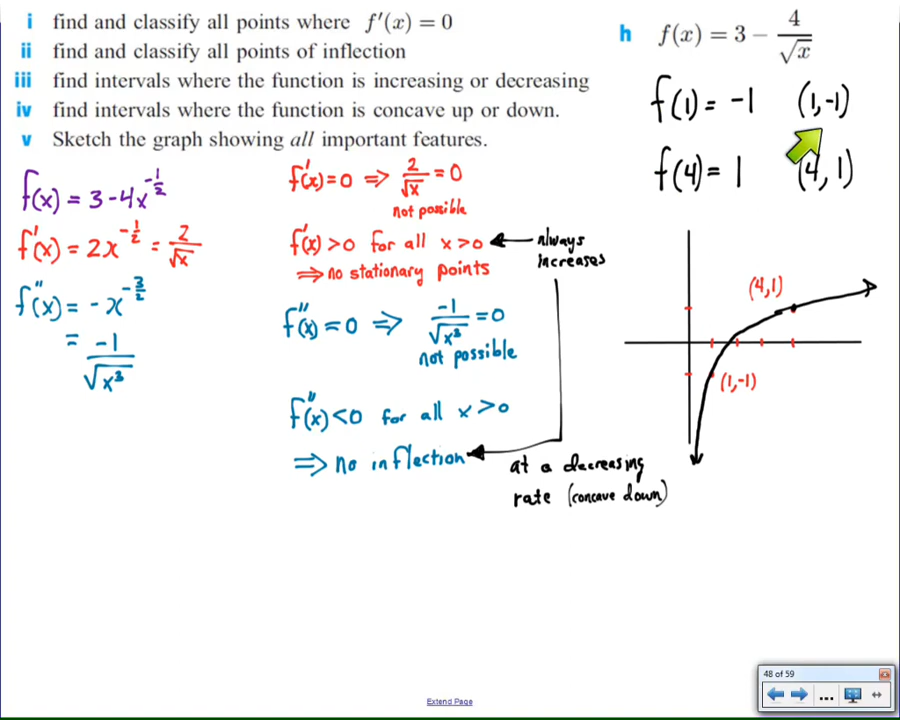 i find and classify all points where f'(x) = 0
ii find and classify all points of inflection
iii find intervals where the function is increasing or decreasing
iv find intervals where the function is concave up or down.
v Sketch the graph showing all important features.
h f(x) = 3 − 4/√x
f(1) = -1 (1,-1)
f(4) = 1 (4,1)
f(x) = 3-4x^(-1/2)
f'(x) = 2x^(-1/2) = 2/√x
f''(x) = -x^(-3/2)
= -1/√x³
f'(x)=0 ⇒ 2/√x = 0
not possible
f'(x)>0 for all x>0 ← always
increases
⇒ no stationary points
f''(x)=0 ⇒ -1/√x³ = 0
not possible
f''(x)<0 for all x>0
⇒ no inflection
at a decreasing
rate (concave down)
(4,1)
(1,-1)
48 of 59
...
Extend Page